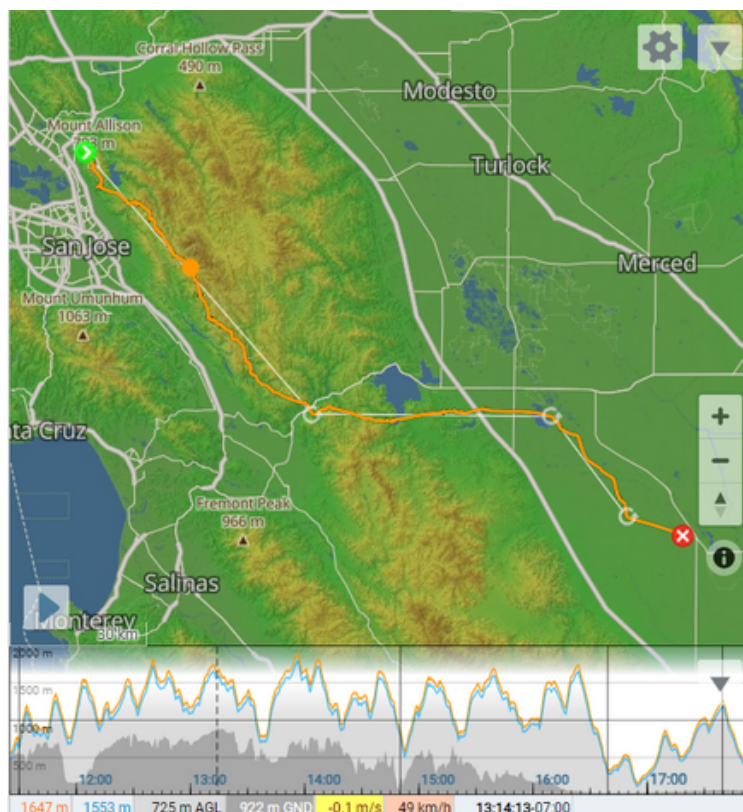 Corral Hollow Pass
490 m
Modesto
Mount Allison
793 m
Turlock
San Jose
Merced
Mount Umunhum
1063 m
ta Cruz
Fremont Peak
966 m
Salinas
Monterey
30 km
2000 m
1500 m
1000 m
500 m
12:00 13:00 14:00 15:00 16:00 17:00
1647 m 1553 m 725 m AGL 922 m GND -0.1 m/s 49 km/h 13:14:13-07:00